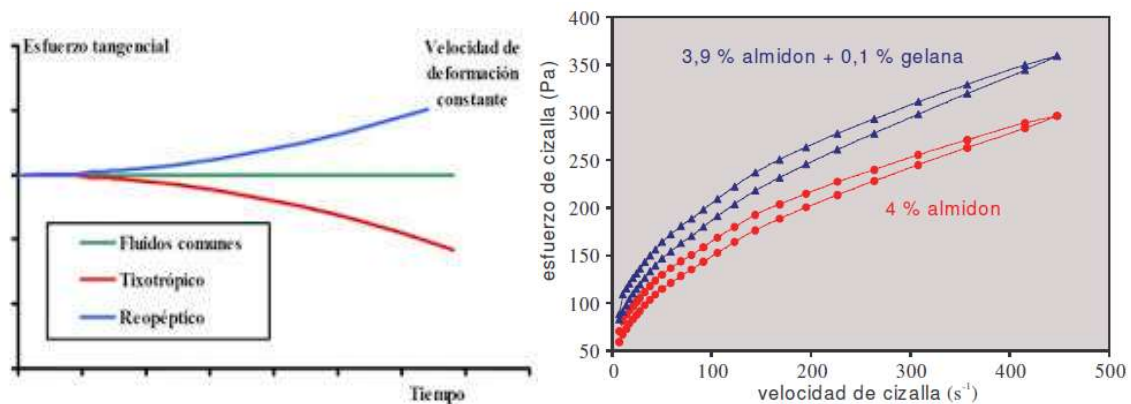 Esfuerzo tangencial
Velocidad de
deformación
constante
Fluidos comunes
Tixotrópico
Reopéptico
Tiempo
400
350
300
250
200
150
100
50
esfuerzo de cizalla (Pa)
3,9 % almidon + 0,1 % gelana
4 % almidon
0
100
200
300
400
500
velocidad de cizalla (s⁻¹)